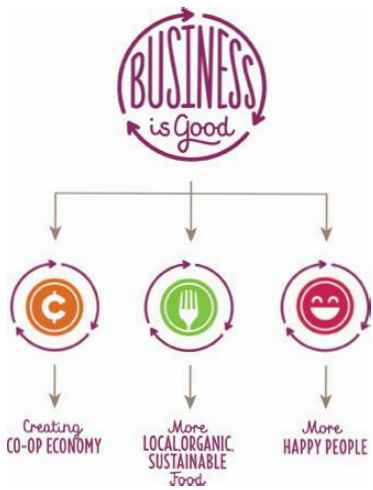 BUSINESS
is Good
¢
Creating
CO-OP ECONOMY
More
LOCAL,ORGANIC,
SUSTAINABLE
Food
More
HAPPY PEOPLE